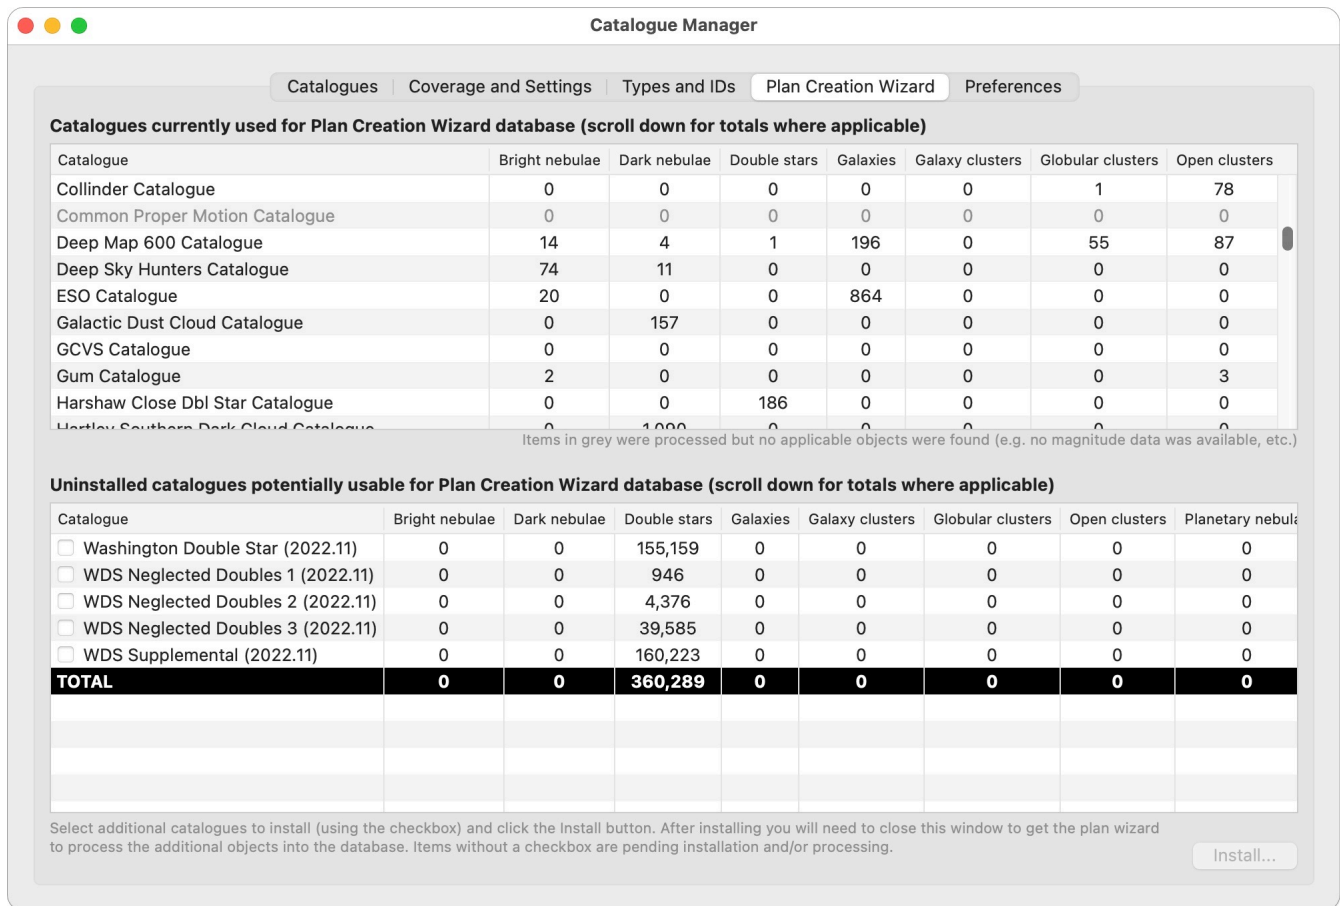 Catalogue Manager
Catalogues Coverage and Settings Types and IDs Plan Creation Wizard Preferences
Catalogues currently used for Plan Creation Wizard database (scroll down for totals where applicable)
Catalogue Bright nebulae Dark nebulae Double stars Galaxies Galaxy clusters Globular clusters Open clusters
Collinder Catalogue 0 0 0 0 0 1 78
Common Proper Motion Catalogue 0 0 0 0 0 0 0
Deep Map 600 Catalogue 14 4 1 196 0 55 87
Deep Sky Hunters Catalogue 74 11 0 0 0 0 0
ESO Catalogue 20 0 0 864 0 0 0
Galactic Dust Cloud Catalogue 0 157 0 0 0 0 0
GCVS Catalogue 0 0 0 0 0 0 0
Gum Catalogue 2 0 0 0 0 0 3
Harshaw Close Dbl Star Catalogue 0 0 186 0 0 0 0
Hartley Southern Dark Cloud Catalogue 0 1,090 0 0 0 0 0
Items in grey were processed but no applicable objects were found (e.g. no magnitude data was available, etc.)
Uninstalled catalogues potentially usable for Plan Creation Wizard database (scroll down for totals where applicable)
Catalogue Bright nebulae Dark nebulae Double stars Galaxies Galaxy clusters Globular clusters Open clusters Planetary nebula
Washington Double Star (2022.11) 0 0 155,159 0 0 0 0 0
WDS Neglected Doubles 1 (2022.11) 0 0 946 0 0 0 0 0
WDS Neglected Doubles 2 (2022.11) 0 0 4,376 0 0 0 0 0
WDS Neglected Doubles 3 (2022.11) 0 0 39,585 0 0 0 0 0
WDS Supplemental (2022.11) 0 0 160,223 0 0 0 0 0
TOTAL 0 0 360,289 0 0 0 0 0
Select additional catalogues to install (using the checkbox) and click the Install button. After installing you will need to close this window to get the plan wizard
to process the additional objects into the database. Items without a checkbox are pending installation and/or processing.
Install...